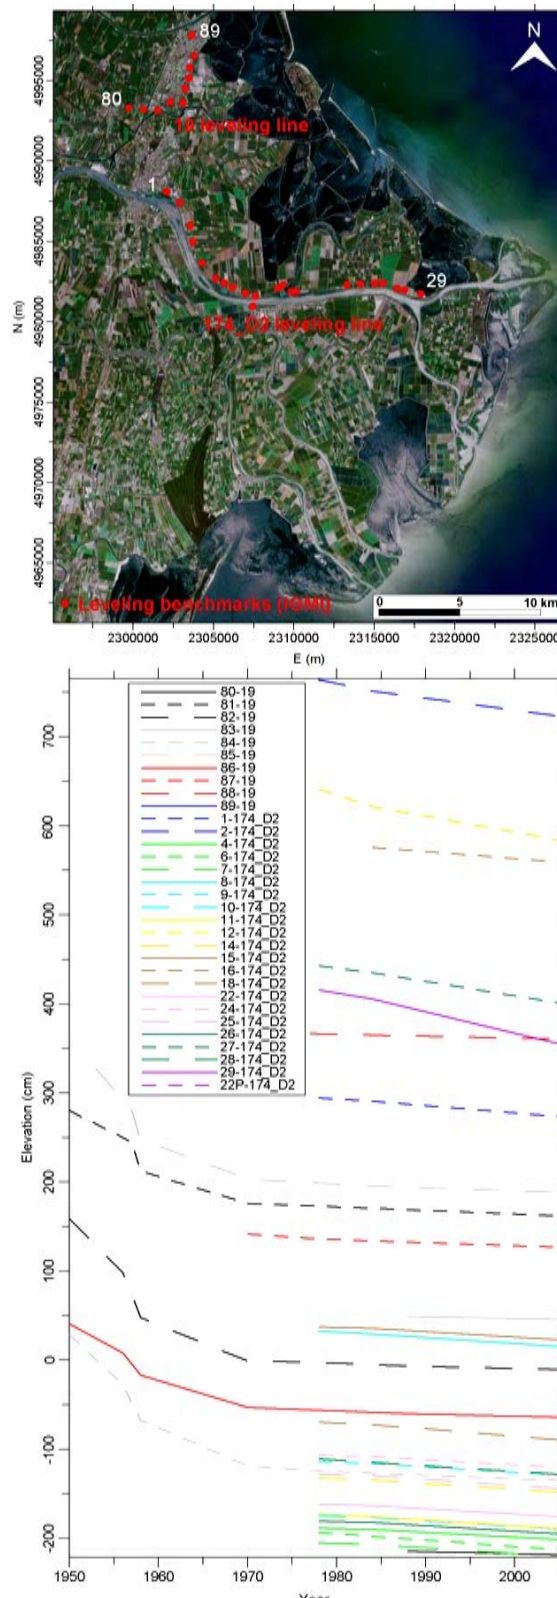 N
89
80
19 leveling line
1
29
174_D2 leveling line
Leveling benchmarks (IGMI)
0 5 10 km
4995000
4990000
4985000
4980000
4975000
4970000
4965000
N (m)
2300000 2305000 2310000 2315000 2320000 2325000
E (m)
80-19
81-19
82-19
83-19
84-19
85-19
86-19
87-19
88-19
89-19
1-174_D2
2-174_D2
4-174_D2
6-174_D2
7-174_D2
8-174_D2
9-174_D2
10-174_D2
11-174_D2
12-174_D2
14-174_D2
15-174_D2
16-174_D2
18-174_D2
22-174_D2
24-174_D2
25-174_D2
26-174_D2
27-174_D2
28-174_D2
29-174_D2
22P-174_D2
700
600
500
400
300
200
100
0
-100
-200
Elevation (cm)
1950 1960 1970 1980 1990 2000
Year